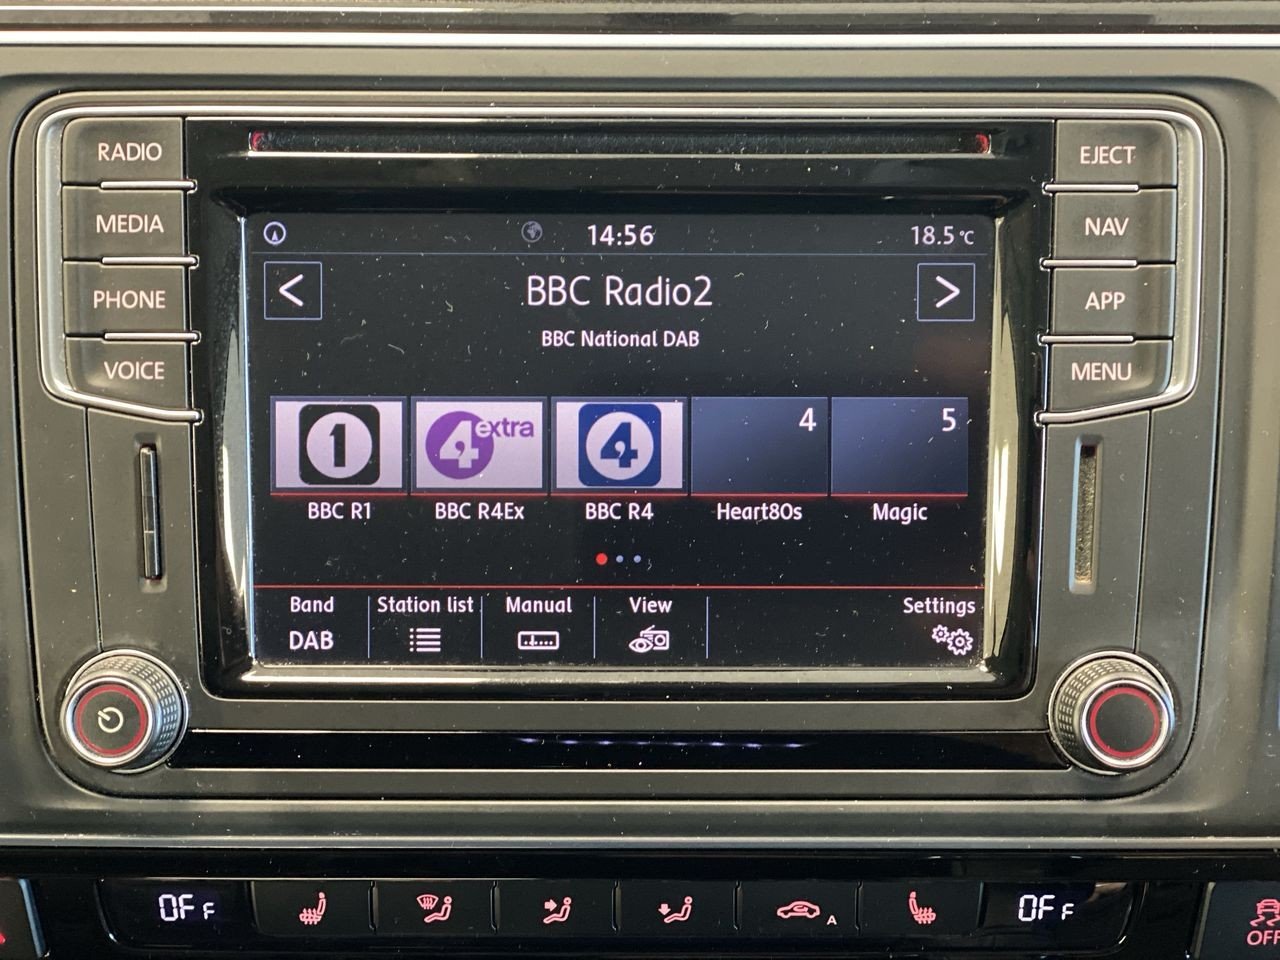 RADIO
MEDIA
PHONE
VOICE
EJECT
NAV
APP
MENU
14:56
18.5°C
<
BBC Radio2
>
BBC National DAB
1
4 extra
4
4
5
BBC R1
BBC R4Ex
BBC R4
Heart80s
Magic
Band
Station list
Manual
View
Settings
DAB
OFF
A
OFF
OFF